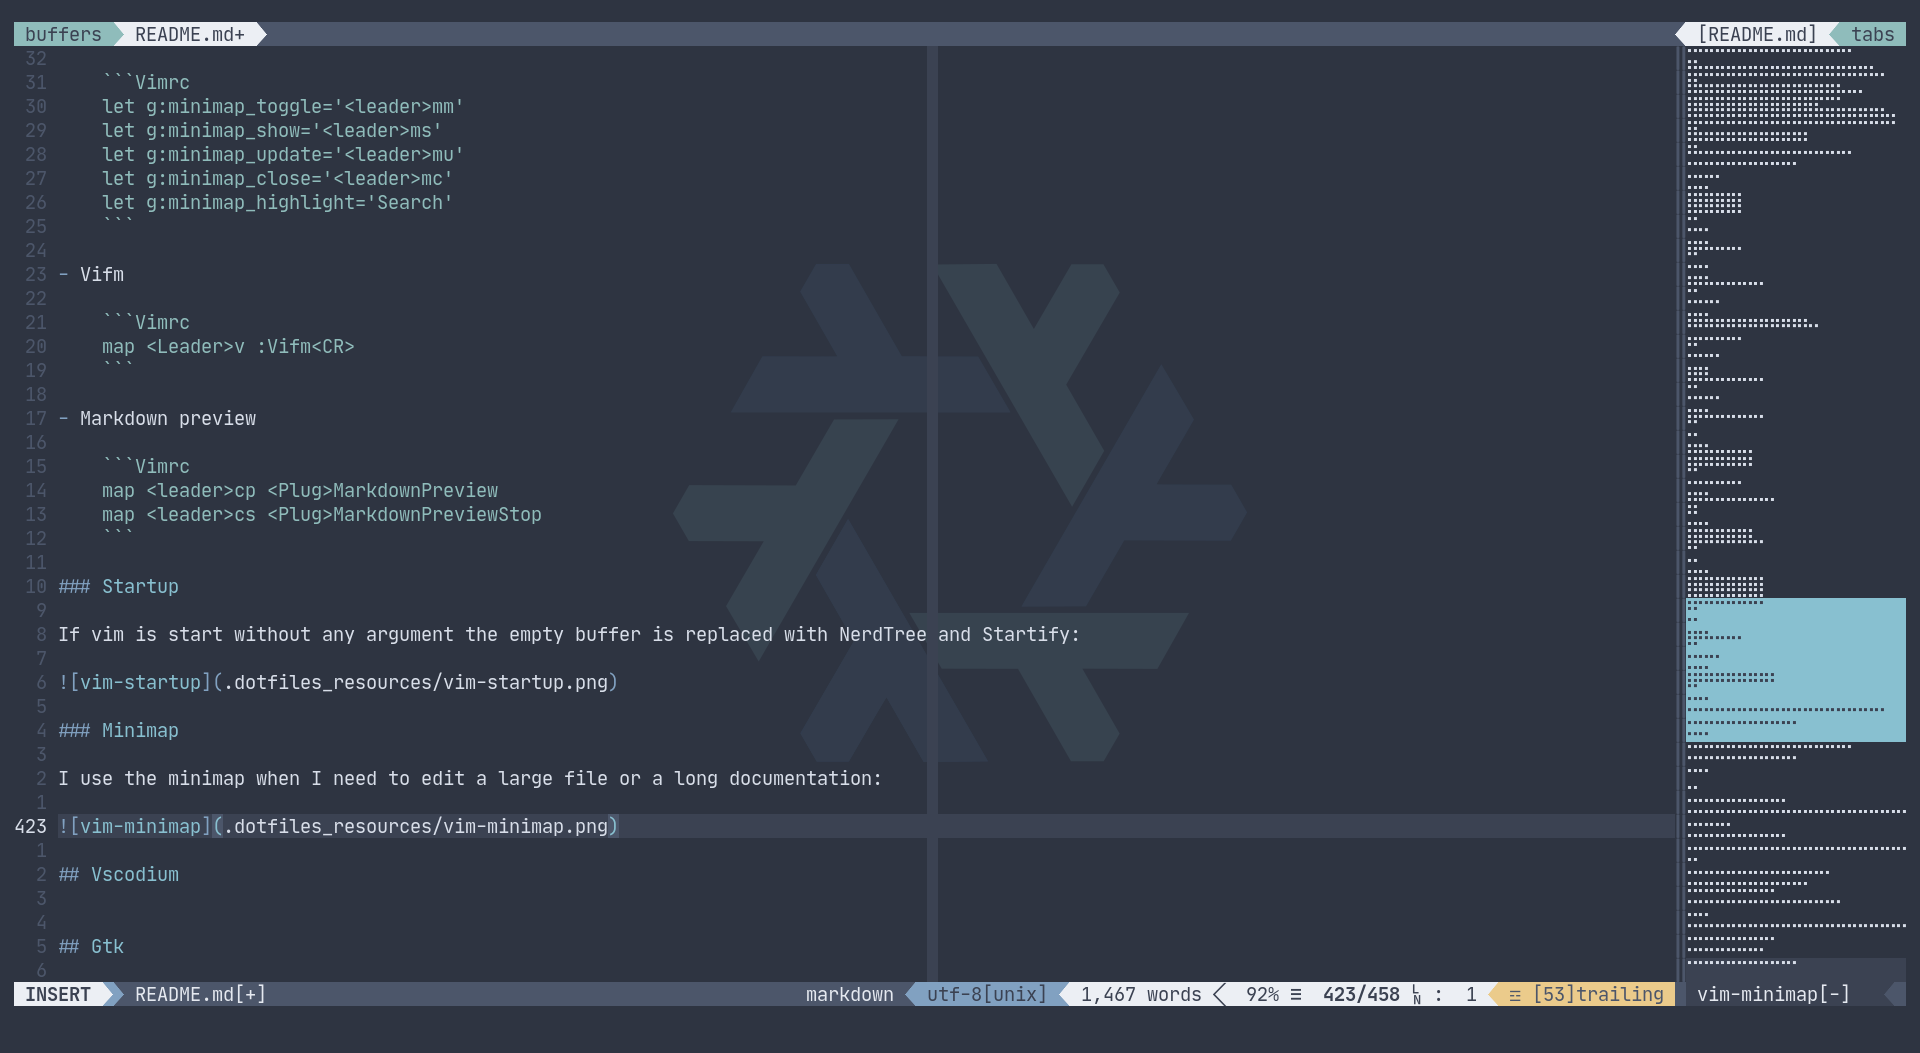 buffers README.md+ [README.md] tabs
32
31     ```Vimrc
30     let g:minimap_toggle='<leader>mm'
29     let g:minimap_show='<leader>ms'
28     let g:minimap_update='<leader>mu'
27     let g:minimap_close='<leader>mc'
26     let g:minimap_highlight='Search'
25     ```
24
23 - Vifm
22
21     ```Vimrc
20     map <Leader>v :Vifm<CR>
19     ```
18
17 - Markdown preview
16
15     ```Vimrc
14     map <leader>cp <Plug>MarkdownPreview
13     map <leader>cs <Plug>MarkdownPreviewStop
12     ```
11
10 ### Startup
9
8 If vim is start without any argument the empty buffer is replaced with NerdTree and Startify:
7
6 ![vim-startup](.dotfiles_resources/vim-startup.png)
5
4 ### Minimap
3
2 I use the minimap when I need to edit a large file or a long documentation:
1
423 ![vim-minimap](.dotfiles_resources/vim-minimap.png)
1
2 ## Vscodium
3
4
5 ## Gtk
6
INSERT README.md[+] markdown utf-8[unix] 1,467 words 92% ≡ 423/458 LN : 1 ☲ [53]trailing vim-minimap[-]